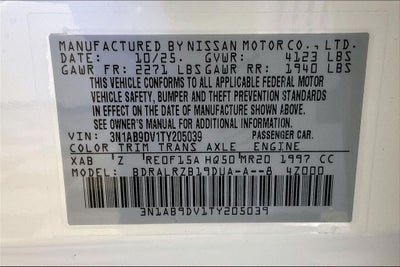 MANUFACTURED BY NISSAN MOTOR CO., LTD.
DATE: 10/25. GVWR: 4123 LBS
GAWR FR: 2271 LBS GAWR RR: 1940 LBS
THIS VEHICLE CONFORMS TO ALL APPLICABLE FEDERAL MOTOR
VEHICLE SAFETY, BUMPER AND THEFT PREVENTION STANDARDS
IN EFFECT ON THE DATE OF MANUFACTURE SHOWN ABOVE.
SEE OWNER'S MANUAL FOR ADDITIONAL INFORMATION.
VIN: 3N1AB9DV1TY205039 PASSENGER CAR.
COLOR TRIM TRANS AXLE ENGINE
XAB 'Z RE0F15A HQ50 MR20 1997 CC
MODEL: BDRALRZB19DUA-A--8 47000
3N1AB9DV1TY205039